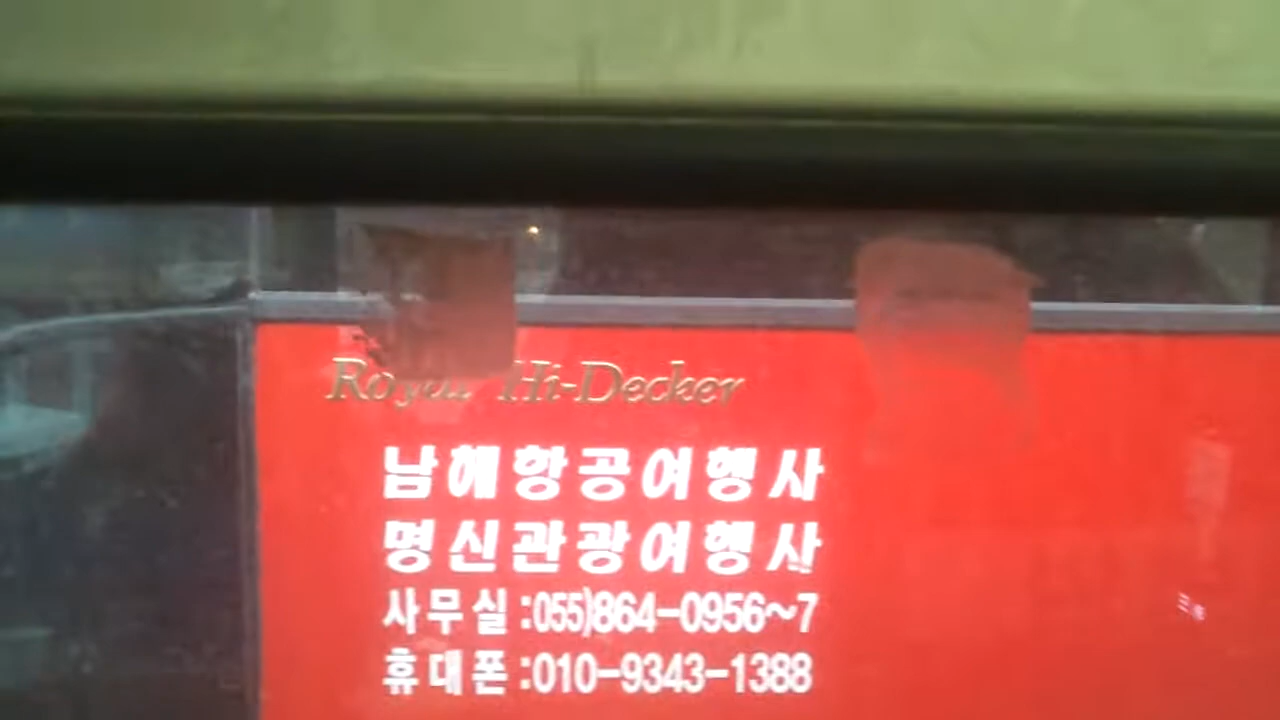 Royal Hi-Decker
남해항공여행사
명신관광여행사
사무실:055)864-0956~7
휴대폰:010-9343-1388